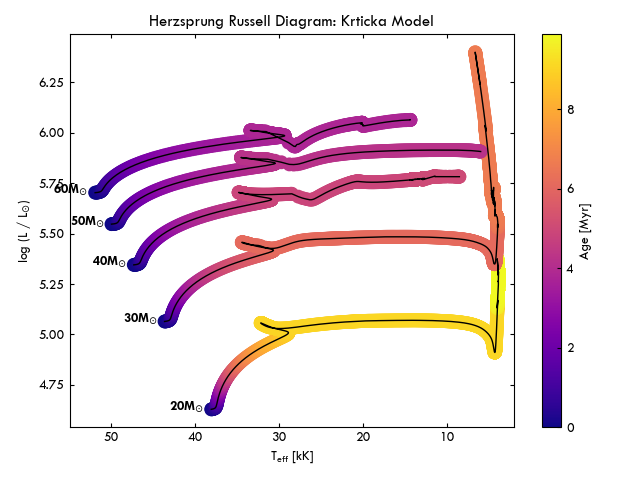 Herzsprung Russell Diagram: Krticka Model
6.25
6.00
5.75
5.50
5.25
5.00
4.75
log (L / L☉)
60M☉
50M☉
40M☉
30M☉
20M☉
50
40
30
20
10
T_eff [kK]
8
6
4
2
0
Age [Myr]